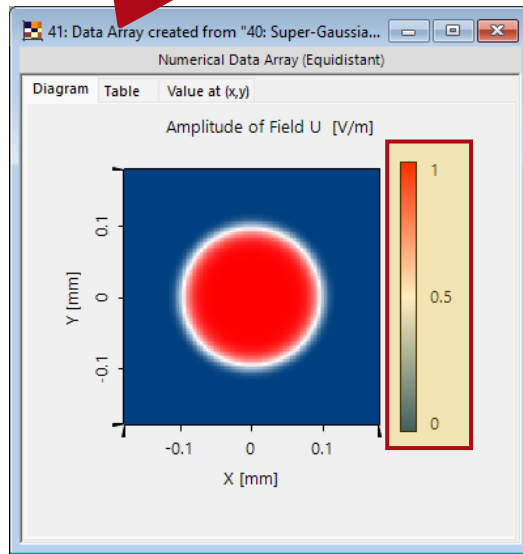 41: Data Array created from "40: Super-Gaussia...
Numerical Data Array (Equidistant)
Diagram Table Value at (x,y)
Amplitude of Field U [V/m]
1
0.5
0
0.1
0
-0.1
Y [mm]
-0.1 0 0.1
X [mm]